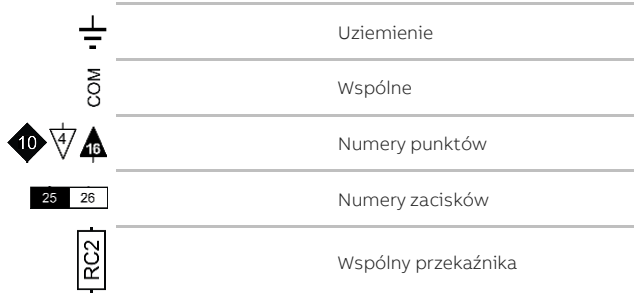 Uziemienie
COM Wspólne
10 4 16 Numery punktów
25 26 Numery zacisków
RC2 Wspólny przekaźnika